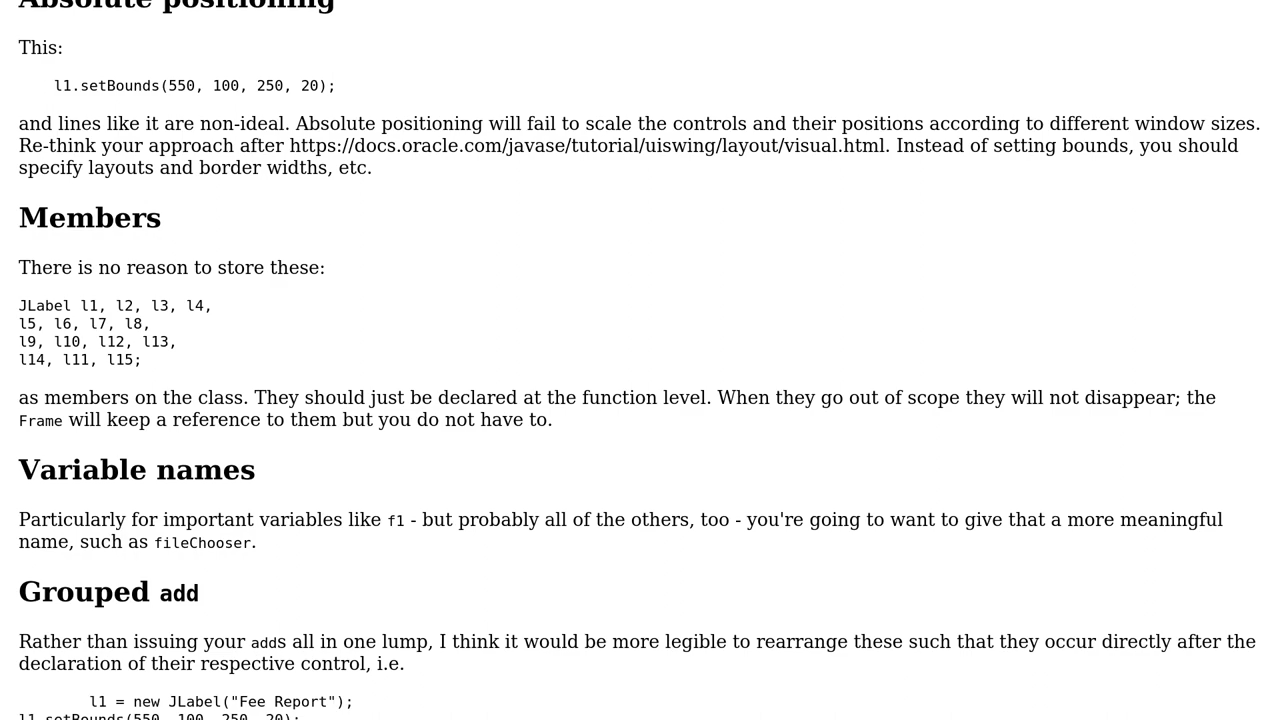 Absolute positioning
This:
l1.setBounds(550, 100, 250, 20);
and lines like it are non-ideal. Absolute positioning will fail to scale the controls and their positions according to different window sizes.
Re-think your approach after https://docs.oracle.com/javase/tutorial/uiswing/layout/visual.html. Instead of setting bounds, you should
specify layouts and border widths, etc.
Members
There is no reason to store these:
JLabel l1, l2, l3, l4,
l5, l6, l7, l8,
l9, l10, l12, l13,
l14, l11, l15;
as members on the class. They should just be declared at the function level. When they go out of scope they will not disappear; the
Frame will keep a reference to them but you do not have to.
Variable names
Particularly for important variables like f1 - but probably all of the others, too - you're going to want to give that a more meaningful
name, such as fileChooser.
Grouped add
Rather than issuing your adds all in one lump, I think it would be more legible to rearrange these such that they occur directly after the
declaration of their respective control, i.e.
l1 = new JLabel("Fee Report");
l1.setBounds(550, 100, 250, 20);